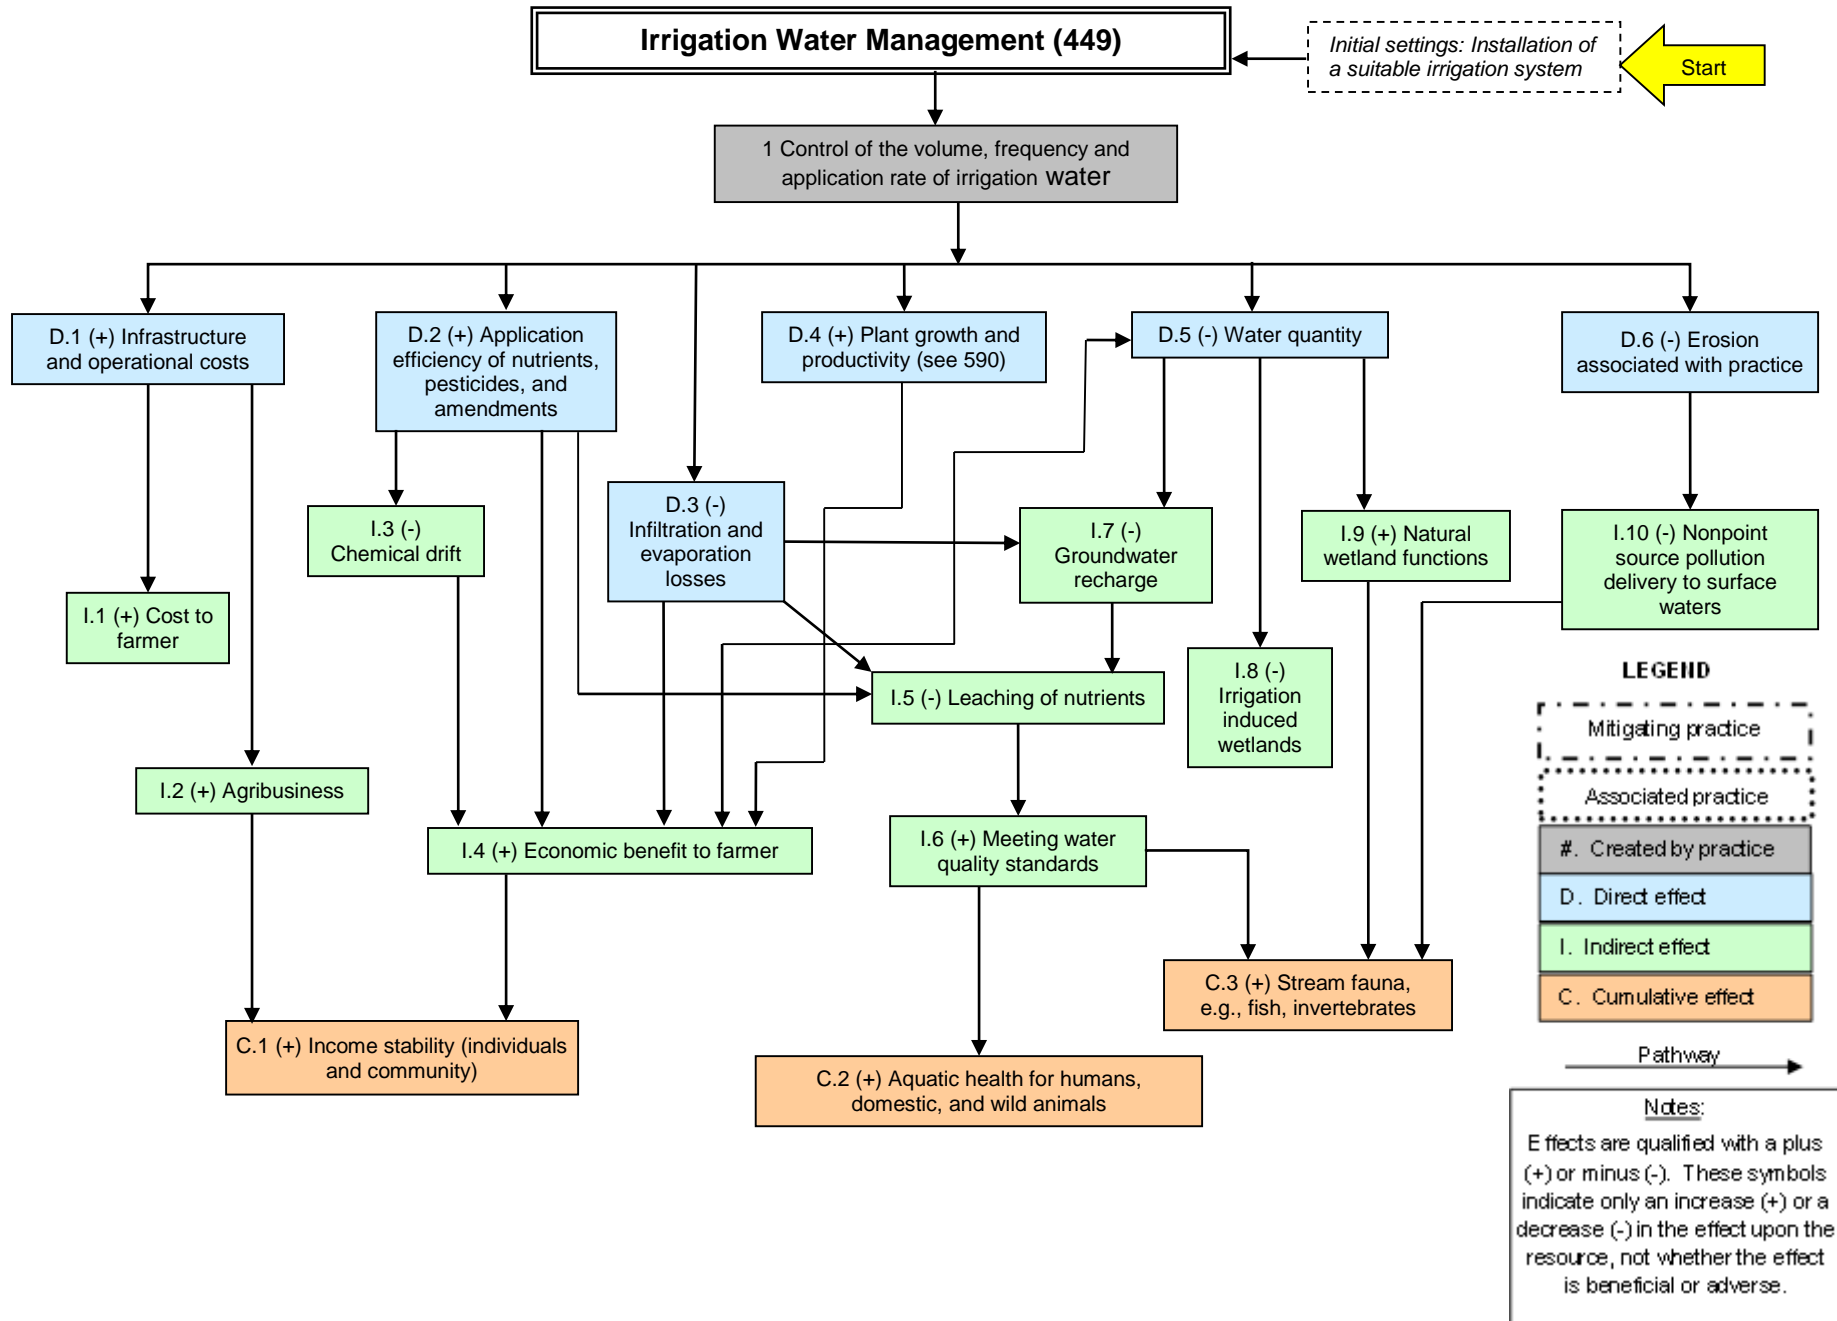 Irrigation Water Management (449)
Initial settings: Installation of
a suitable irrigation system
Start
1 Control of the volume, frequency and
application rate of irrigation water
D.1 (+) Infrastructure
and operational costs
D.2 (+) Application
efficiency of nutrients,
pesticides, and
amendments
D.4 (+) Plant growth and
productivity (see 590)
D.5 (-) Water quantity
D.6 (-) Erosion
associated with practice
D.3 (-)
Infiltration and
evaporation
losses
I.3 (-)
Chemical drift
I.7 (-)
Groundwater
recharge
I.9 (+) Natural
wetland functions
I.10 (-) Nonpoint
source pollution
delivery to surface
waters
I.1 (+) Cost to
farmer
I.5 (-) Leaching of nutrients
I.8 (-)
Irrigation
induced
wetlands
I.2 (+) Agribusiness
I.4 (+) Economic benefit to farmer
I.6 (+) Meeting water
quality standards
C.3 (+) Stream fauna,
e.g., fish, invertebrates
C.1 (+) Income stability (individuals
and community)
C.2 (+) Aquatic health for humans,
domestic, and wild animals
LEGEND
Mitigating practice
Associated practice
#. Created by practice
D. Direct effect
I. Indirect effect
C. Cumulative effect
Pathway
Notes:
Effects are qualified with a plus
(+) or minus (-). These symbols
indicate only an increase (+) or a
decrease (-) in the effect upon the
resource, not whether the effect
is beneficial or adverse.